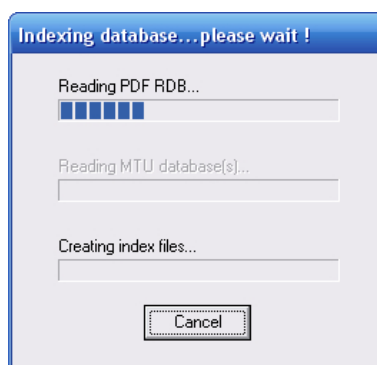 Indexing database...please wait !
Reading PDF RDB...
Reading MTU database(s)...
Creating index files...
Cancel